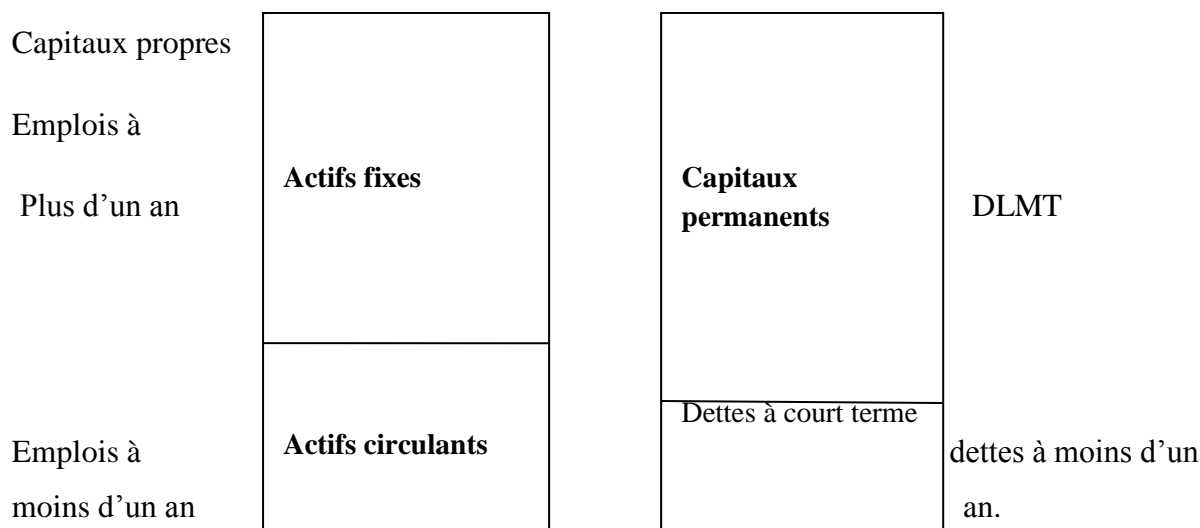 Capitaux propres
Emplois à
Plus d’un an
Actifs fixes
Capitaux
permanents
DLMT
Dettes à court terme
Emplois à
moins d’un an
Actifs circulants
dettes à moins d’un
an.